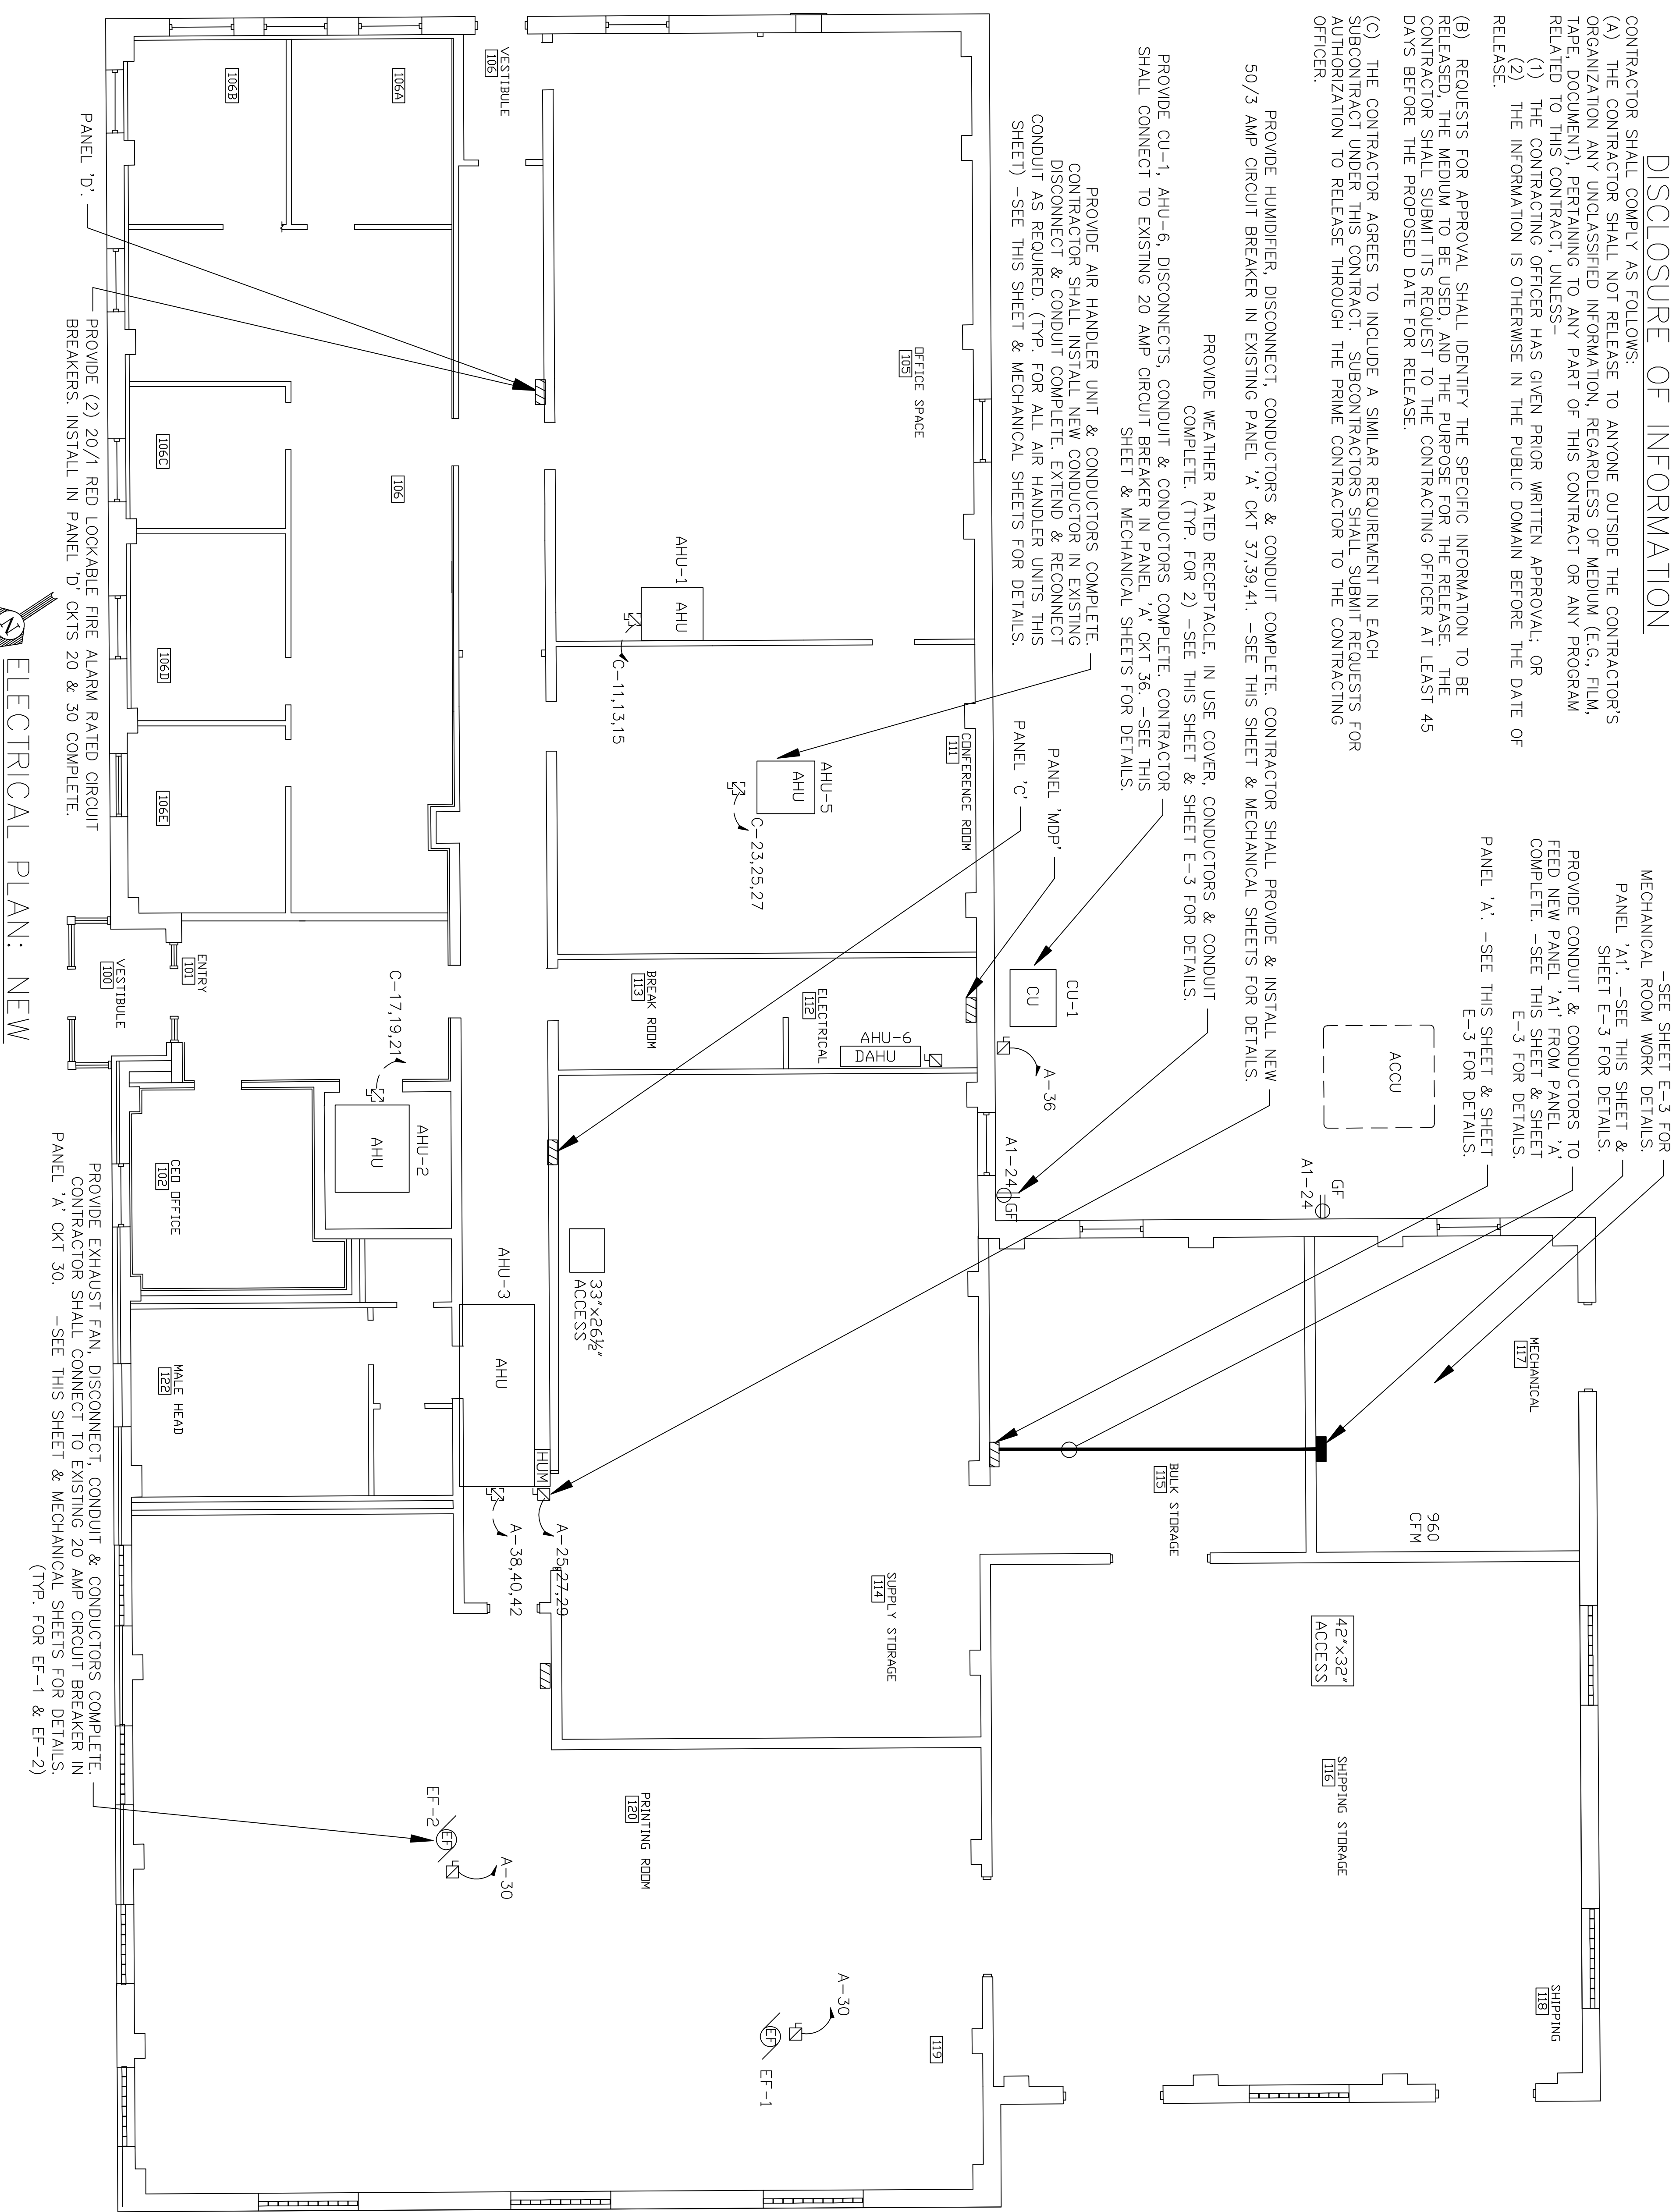 DISCLOSURE OF INFORMATION
CONTRACTOR SHALL COMPLY AS FOLLOWS:
(A) THE CONTRACTOR SHALL NOT RELEASE TO ANYONE OUTSIDE THE CONTRACTOR'S
ORGANIZATION ANY UNCLASSIFIED INFORMATION, REGARDLESS OF MEDIUM (E.G., FILM,
TAPE, DOCUMENT), PERTAINING TO ANY PART OF THIS CONTRACT OR ANY PROGRAM
RELATED TO THIS CONTRACT, UNLESS-
(1) THE CONTRACTING OFFICER HAS GIVEN PRIOR WRITTEN APPROVAL; OR
(2) THE INFORMATION IS OTHERWISE IN THE PUBLIC DOMAIN BEFORE THE DATE OF
RELEASE.
(B) REQUESTS FOR APPROVAL SHALL IDENTIFY THE SPECIFIC INFORMATION TO BE
RELEASED, THE MEDIUM TO BE USED, AND THE PURPOSE FOR THE RELEASE. THE
CONTRACTOR SHALL SUBMIT ITS REQUEST TO THE CONTRACTING OFFICER AT LEAST 45
DAYS BEFORE THE PROPOSED DATE FOR RELEASE.
(C) THE CONTRACTOR AGREES TO INCLUDE A SIMILAR REQUIREMENT IN EACH
SUBCONTRACT UNDER THIS CONTRACT. SUBCONTRACTORS SHALL SUBMIT REQUESTS FOR
AUTHORIZATION TO RELEASE THROUGH THE PRIME CONTRACTOR TO THE CONTRACTING
OFFICER.
-SEE SHEET E-3 FOR
MECHANICAL ROOM WORK DETAILS.
PANEL 'A1'. -SEE THIS SHEET &
SHEET E-3 FOR DETAILS.
PROVIDE CONDUIT & CONDUCTORS TO
FEED NEW PANEL 'A1' FROM PANEL 'A'
COMPLETE. -SEE THIS SHEET & SHEET
E-3 FOR DETAILS.
PANEL 'A'. -SEE THIS SHEET & SHEET
E-3 FOR DETAILS.
PROVIDE HUMIDIFIER, DISCONNECT, CONDUCTORS & CONDUIT COMPLETE. CONTRACTOR SHALL PROVIDE & INSTALL NEW
50/3 AMP CIRCUIT BREAKER IN EXISTING PANEL 'A' CKT 37,39,41. -SEE THIS SHEET & MECHANICAL SHEETS FOR DETAILS.
PROVIDE WEATHER RATED RECEPTACLE, IN USE COVER, CONDUCTORS & CONDUIT
COMPLETE. (TYP. FOR 2) -SEE THIS SHEET & SHEET E-3 FOR DETAILS.
PROVIDE CU-1, AHU-6, DISCONNECTS, CONDUIT & CONDUCTORS COMPLETE. CONTRACTOR
SHALL CONNECT TO EXISTING 20 AMP CIRCUIT BREAKER IN PANEL 'A' CKT 36. -SEE THIS
SHEET & MECHANICAL SHEETS FOR DETAILS.
PROVIDE AIR HANDLER UNIT & CONDUCTORS COMPLETE.
CONTRACTOR SHALL INSTALL NEW CONDUCTOR IN EXISTING
DISCONNECT & CONDUIT COMPLETE. EXTEND & RECONNECT
CONDUIT AS REQUIRED. (TYP. FOR ALL AIR HANDLER UNITS THIS
SHEET) -SEE THIS SHEET & MECHANICAL SHEETS FOR DETAILS.
PANEL 'MDP'
PANEL 'C'
ACCU
CU-1
CU
A-36
A1-24
GF
A1-24
GF
MECHANICAL
117
960
CFM
BULK STORAGE
115
42"x32"
ACCESS
SHIPPING STORAGE
116
SHIPPING
118
OFFICE SPACE
105
CONFERENCE ROOM
111
AHU-1
AHU
C-11,13,15
AHU-5
AHU
C-23,25,27
ELECTRICAL
112
AHU-6
DAHU
BREAK ROOM
113
SUPPLY STORAGE
114
33"x26½"
ACCESS
PRINTING ROOM
120
119
A-30
EF
EF-1
VESTIBULE
106
106A
106B
106
106C
106D
106E
ENTRY
101
VESTIBULE
100
C-17,19,21
AHU-2
AHU
CEO OFFICE
102
AHU-3
AHU
HUM
A-25,27,29
A-38,40,42
MALE HEAD
122
EF-2
EF
A-30
PANEL 'D'.
PROVIDE (2) 20/1 RED LOCKABLE FIRE ALARM RATED CIRCUIT
BREAKERS. INSTALL IN PANEL 'D' CKTS 20 & 30 COMPLETE.
PROVIDE EXHAUST FAN, DISCONNECT, CONDUIT & CONDUCTORS COMPLETE.
CONTRACTOR SHALL CONNECT TO EXISTING 20 AMP CIRCUIT BREAKER IN
PANEL 'A' CKT 30. -SEE THIS SHEET & MECHANICAL SHEETS FOR DETAILS.
(TYP. FOR EF-1 & EF-2)
N
ELECTRICAL PLAN: NEW